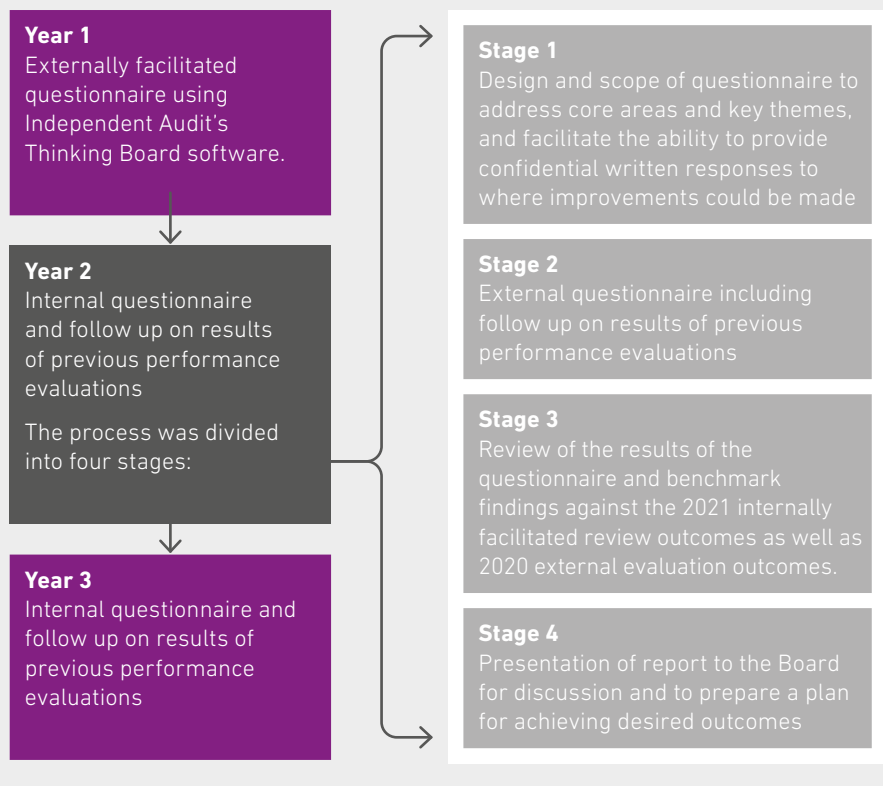 Year 1
Externally facilitated
questionnaire using
Independent Audit’s
Thinking Board software.
Year 2
Internal questionnaire
and follow up on results
of previous performance
evaluations
The process was divided
into four stages:
Year 3
Internal questionnaire and
follow up on results of
previous performance
evaluations
Stage 1
Design and scope of questionnaire to
address core areas and key themes,
and facilitate the ability to provide
confidential written responses to
where improvements could be made
Stage 2
External questionnaire including
follow up on results of previous
performance evaluations
Stage 3
Review of the results of the
questionnaire and benchmark
findings against the 2021 internally
facilitated review outcomes as well as
2020 external evaluation outcomes.
Stage 4
Presentation of report to the Board
for discussion and to prepare a plan
for achieving desired outcomes